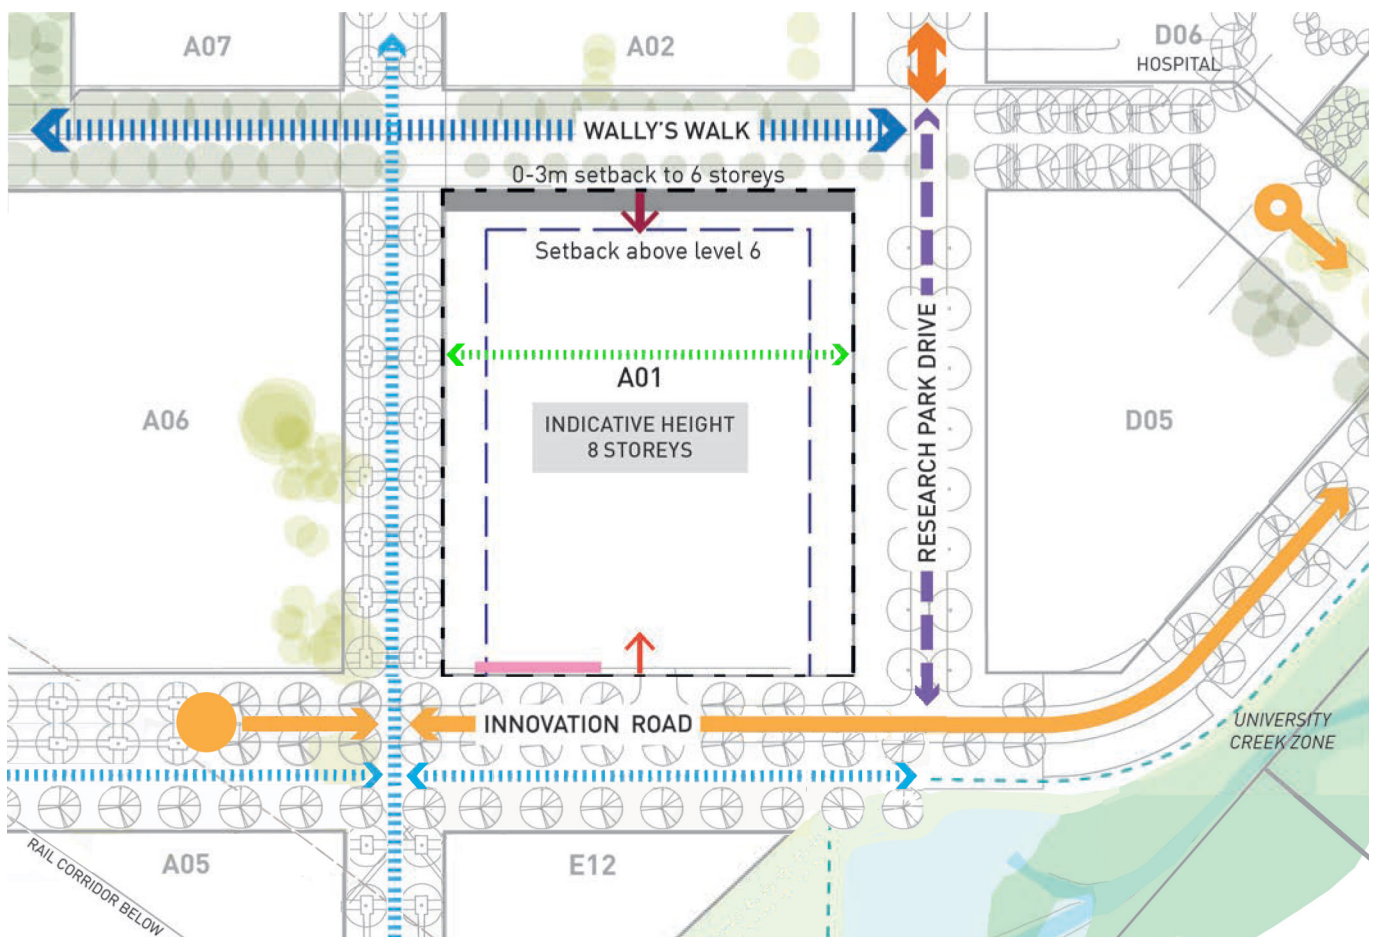 A07
A02
D06
HOSPITAL
WALLY'S WALK
0-3m setback to 6 storeys
Setback above level 6
A01
INDICATIVE HEIGHT
8 STOREYS
A06
RESEARCH PARK DRIVE
D05
INNOVATION ROAD
UNIVERSITY
CREEK ZONE
A05
E12
RAIL CORRIDOR BELOW